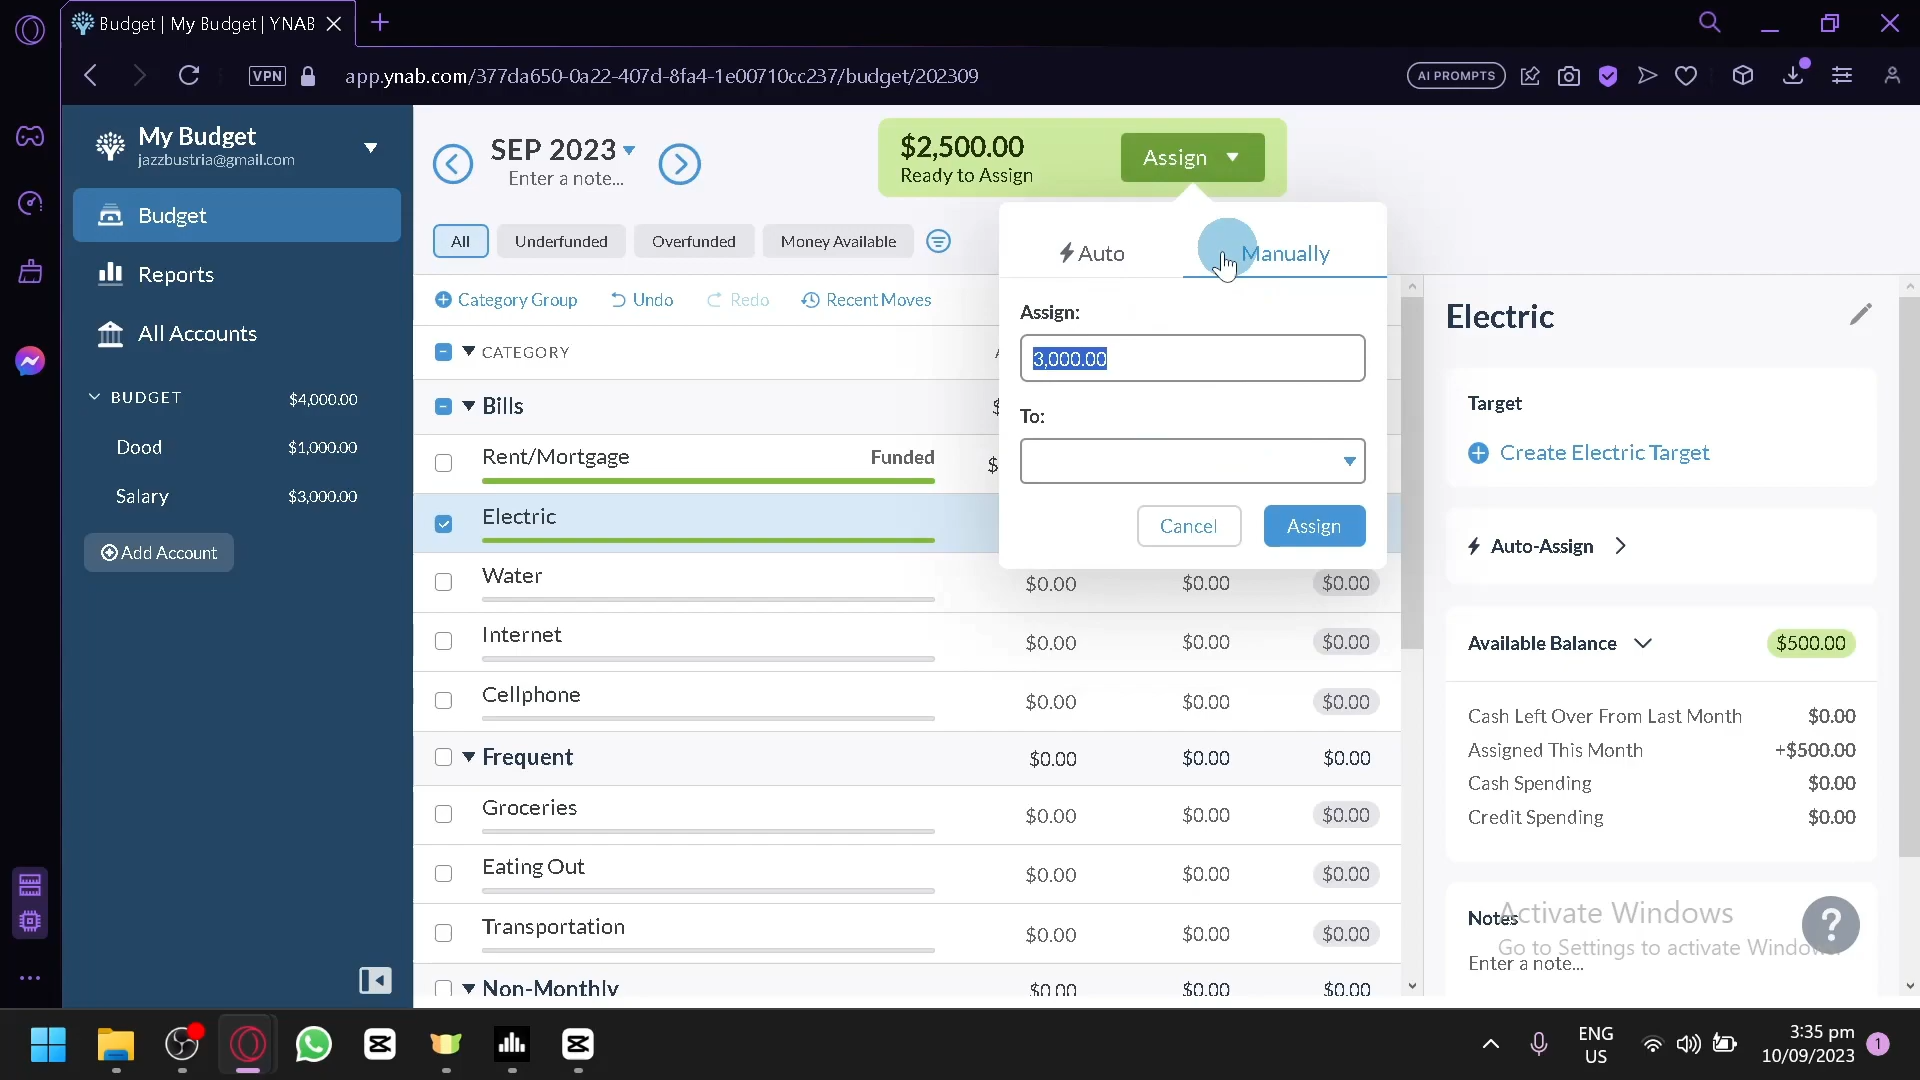 Budget | My Budget | YNAB
VPN
app.ynab.com/377da650-0a22-407d-8fa4-1e00710cc237/budget/202309
AI PROMPTS
My Budget
jazzbustria@gmail.com
Budget
Reports
All Accounts
BUDGET $4,000.00
Dood $1,000.00
Salary $3,000.00
Add Account
SEP 2023
Enter a note...
$2,500.00
Ready to Assign
Assign
All
Underfunded
Overfunded
Money Available
Category Group
Undo
Redo
Recent Moves
CATEGORY
Bills
Rent/Mortgage Funded
Electric
Water $0.00 $0.00 $0.00
Internet $0.00 $0.00 $0.00
Cellphone $0.00 $0.00 $0.00
Frequent $0.00 $0.00 $0.00
Groceries $0.00 $0.00 $0.00
Eating Out $0.00 $0.00 $0.00
Transportation $0.00 $0.00 $0.00
Non-Monthly $0.00 $0.00 $0.00
Auto
Manually
Assign:
3,000.00
To:
Cancel
Assign
Electric
Target
Create Electric Target
Auto-Assign
Available Balance $500.00
Cash Left Over From Last Month $0.00
Assigned This Month +$500.00
Cash Spending $0.00
Credit Spending $0.00
Notes
Enter a note...
Activate Windows
Go to Settings to activate Windows.
?
ENG
US
3:35 pm
10/09/2023
1